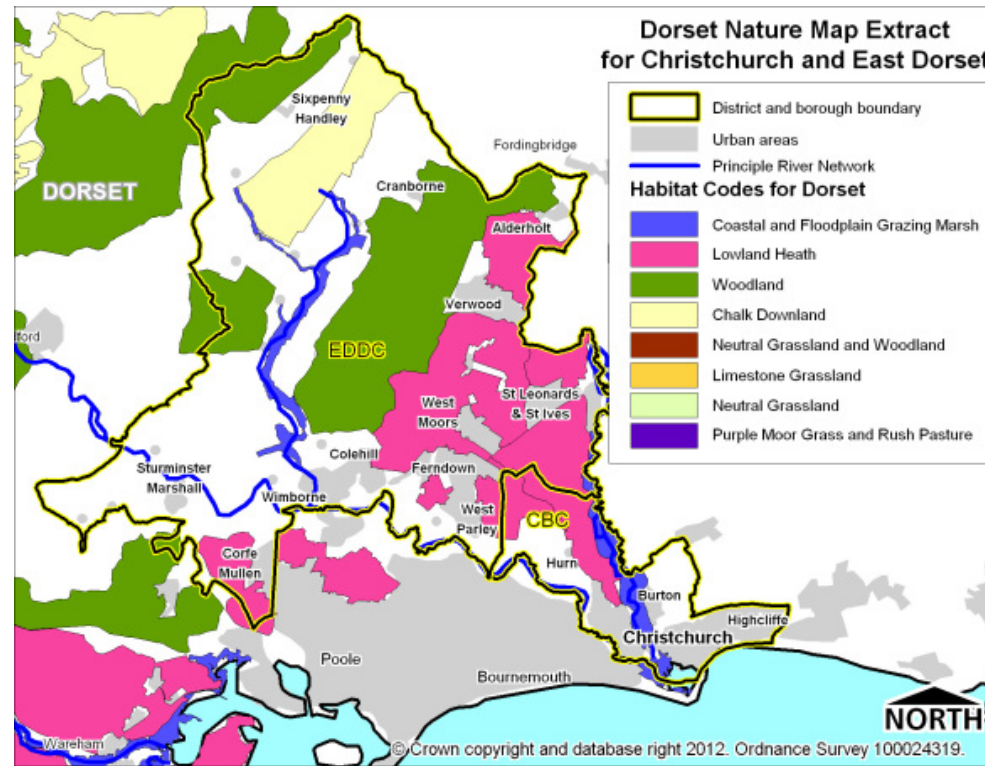 Dorset Nature Map Extract
for Christchurch and East Dorset
District and borough boundary
Urban areas
Principle River Network
Habitat Codes for Dorset
Coastal and Floodplain Grazing Marsh
Lowland Heath
Woodland
Chalk Downland
Neutral Grassland and Woodland
Limestone Grassland
Neutral Grassland
Purple Moor Grass and Rush Pasture
Sixpenny
Handley
Fordingbridge
DORSET
Cranborne
Alderholt
Verwood
EDDC
St Leonards
& St Ives
West
Moors
Colehill
Ferndown
Sturminster
Marshall
Wimborne
West
Parley
CBC
Corfe
Mullen
Hurn
Burton
Highcliffe
Christchurch
Poole
Bournemouth
Wareham
NORTH
© Crown copyright and database right 2012. Ordnance Survey 100024319.